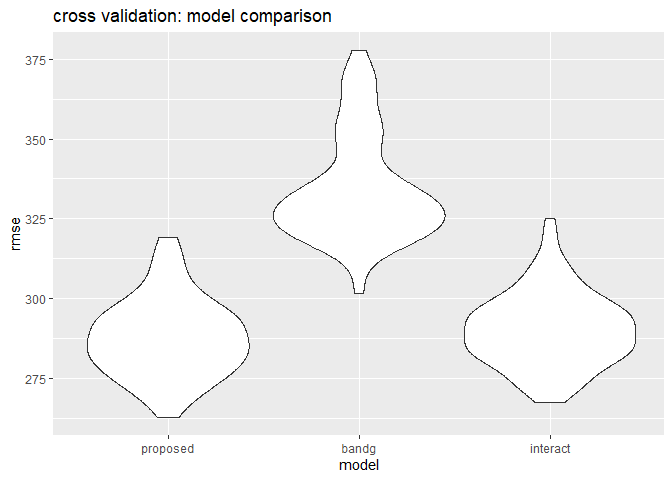 cross validation: model comparison
rmse
375
350
325
300
275
proposed
bandg
interact
model